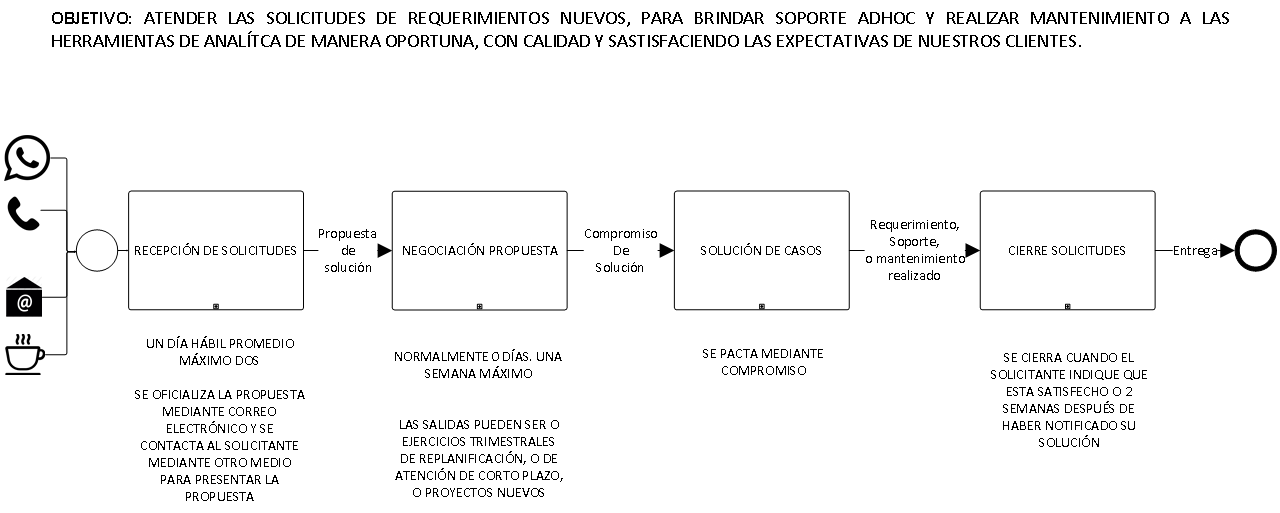 OBJETIVO: ATENDER LAS SOLICITUDES DE REQUERIMIENTOS NUEVOS, PARA BRINDAR SOPORTE ADHOC Y REALIZAR MANTENIMIENTO A LAS
HERRAMIENTAS DE ANALÍTCA DE MANERA OPORTUNA, CON CALIDAD Y SASTISFACIENDO LAS EXPECTATIVAS DE NUESTROS CLIENTES.
@
RECEPCIÓN DE SOLICITUDES
Propuesta
de
solución
NEGOCIACIÓN PROPUESTA
Compromiso
De
Solución
SOLUCIÓN DE CASOS
Requerimiento,
Soporte,
o mantenimiento
realizado
CIERRE SOLICITUDES
Entrega
UN DÍA HÁBIL PROMEDIO
MÁXIMO DOS
SE OFICIALIZA LA PROPUESTA
MEDIANTE CORREO
ELECTRÓNICO Y SE
CONTACTA AL SOLICITANTE
MEDIANTE OTRO MEDIO
PARA PRESENTAR LA
PROPUESTA
NORMALMENTE 0 DÍAS. UNA
SEMANA MÁXIMO
LAS SALIDAS PUEDEN SER O
EJERCICIOS TRIMESTRALES
DE REPLANIFICACIÓN, O DE
ATENCIÓN DE CORTO PLAZO,
O PROYECTOS NUEVOS
SE PACTA MEDIANTE
COMPROMISO
SE CIERRA CUANDO EL
SOLICITANTE INDIQUE QUE
ESTA SATISFECHO O 2
SEMANAS DESPUÉS DE
HABER NOTIFICADO SU
SOLUCIÓN